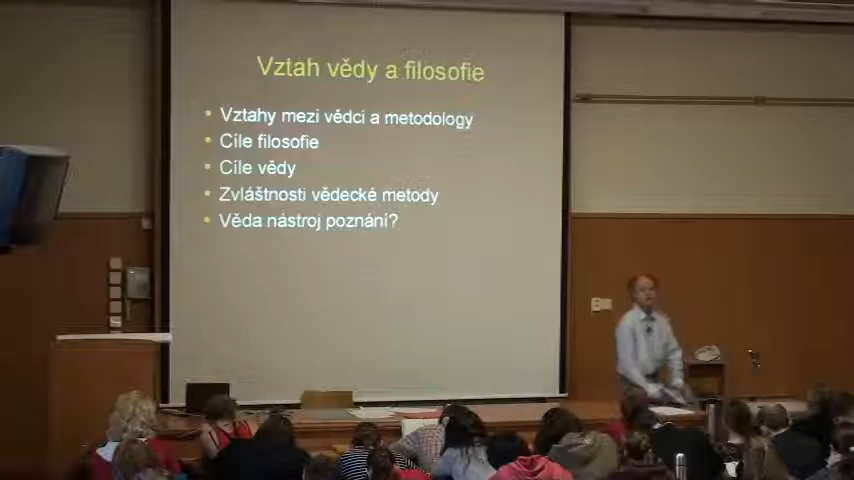 Vztah vědy a filosofie
Vztahy mezi vědci a metodology
Cíle filosofie
Cíle vědy
Zvláštnosti vědecké metody
Věda nástroj poznání?